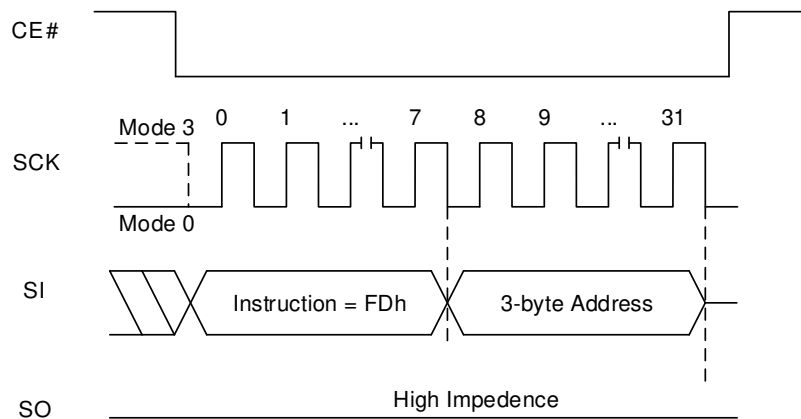 CE#
SCK
Mode 3
0 1 ... 7 8 9 ... 31
Mode 0
SI
Instruction = FDh
3-byte Address
SO
High Impedence